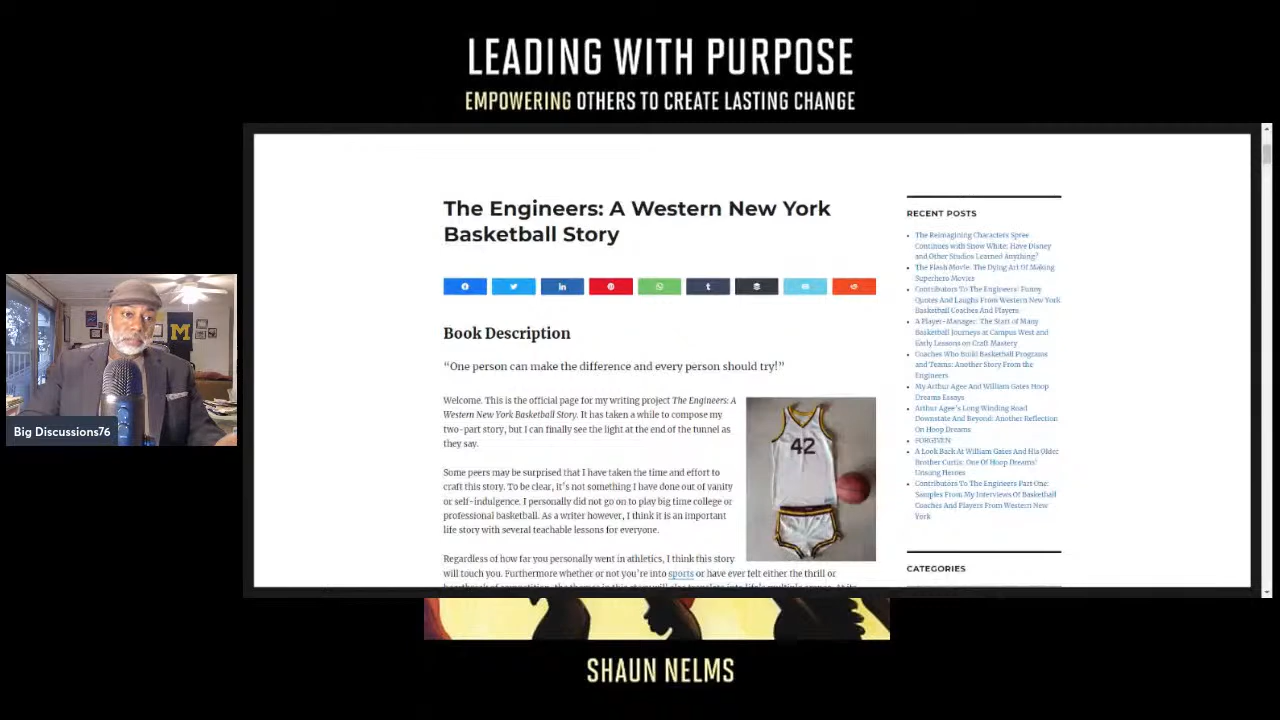 LEADING WITH PURPOSE
EMPOWERING OTHERS TO CREATE LASTING CHANGE
The Engineers: A Western New York
Basketball Story
Book Description
“One person can make the difference and every person should try!”
Welcome. This is the official page for my writing project The Engineers: A
Western New York Basketball Story. It has taken a while to compose my
two-part story, but I can finally see the light at the end of the tunnel as
they say.
Some peers may be surprised that I have taken the time and effort to
craft this story. To be clear, it's not something I have done out of vanity
or self-indulgence. I personally did not go on to play big time college or
professional basketball. As a writer however, I think it is an important
life story with several teachable lessons for everyone.
Regardless of how far you personally went in athletics, I think this story
will touch you. Furthermore whether or not you're into sports or have ever felt either the thrill or
42
RECENT POSTS
The Reimagining Characters Spree
Continues with Snow White: Have Disney
and Other Studios Learned Anything?
The Flash Movie: The Dying Art Of Making
Superhero Movies
Contributors To The Engineers: Funny
Quotes And Laughs From Western New York
Basketball Coaches And Players
A Player-Manager: The Start of Many
Basketball Journeys at Campus West and
Early Lessons on Craft Mastery
Coaches Who Build Basketball Programs
and Teams: Another Story From the
Engineers
My Arthur Agee And William Gates Hoop
Dreams Essays
Arthur Agee's Long Winding Road
Downstate And Beyond: Another Reflection
On Hoop Dreams
FORGIVEN
A Look Back At William Gates And His Older
Brother Curtis: One Of Hoop Dreams'
Unsung Heroes
Contributors To The Engineers Part One:
Samples From My Interviews Of Basketball
Coaches And Players From Western New
York
CATEGORIES
M
Big Discussions76
SHAUN NELMS